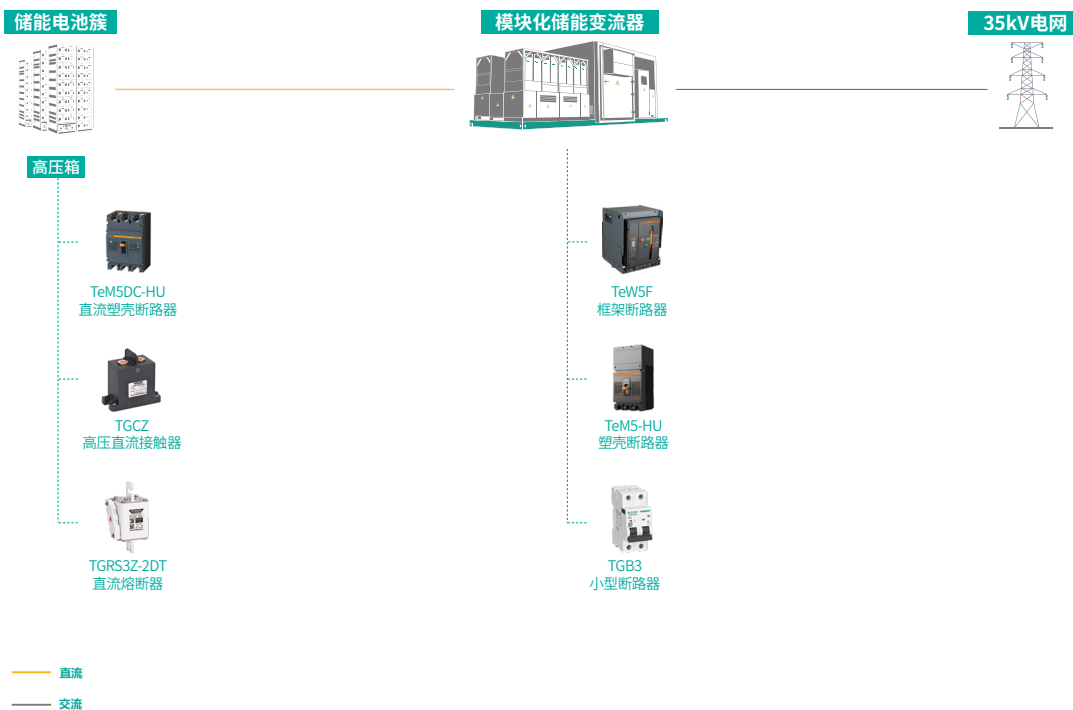 储能电池簇
模块化储能变流器
35kV电网
高压箱
TeM5DC-HU
直流塑壳断路器
TGCZ
高压直流接触器
TGRS3Z-2DT
直流熔断器
TeW5F
框架断路器
TeM5-HU
塑壳断路器
TGB3
小型断路器
直流
交流